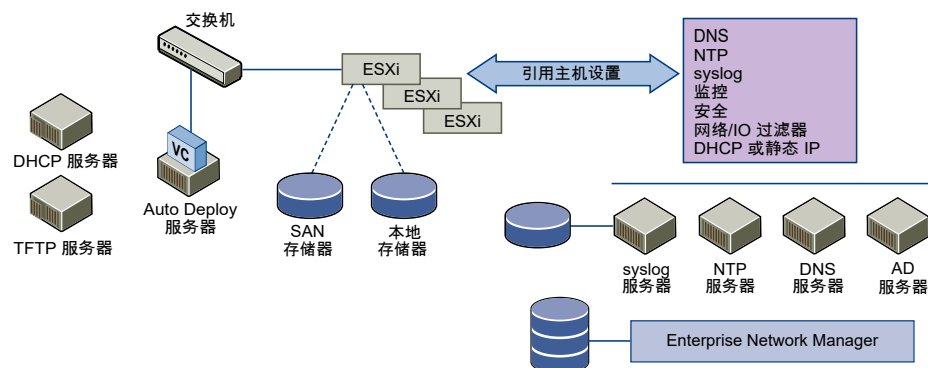 交换机
ESXi
ESXi
ESXi
引用主机设置
DNS
NTP
syslog
监控
安全
网络/IO 过滤器
DHCP 或静态 IP
DHCP 服务器
TFTP 服务器
VC
Auto Deploy
服务器
SAN
存储器
本地
存储器
syslog
服务器
NTP
服务器
DNS
服务器
AD
服务器
Enterprise Network Manager